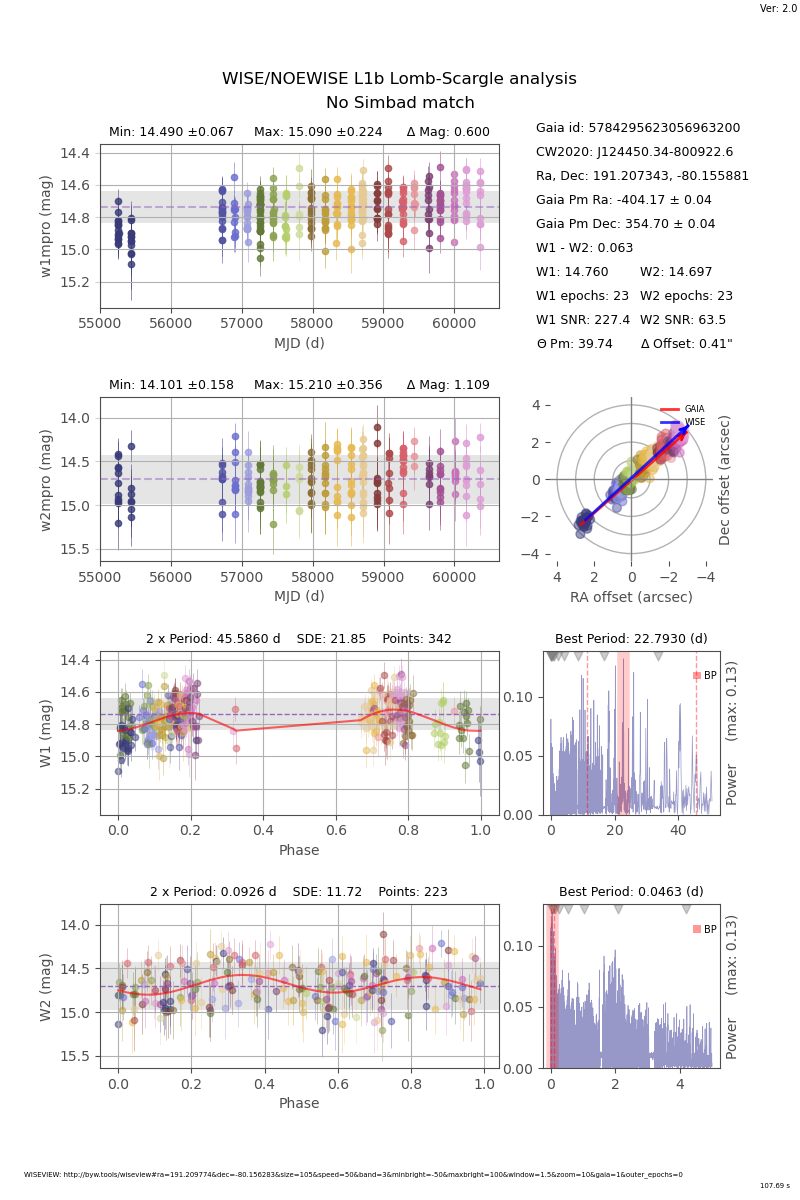 Ver: 2.0
WISE/NOEWISE L1b Lomb-Scargle analysis
No Simbad match
Min: 14.490 ±0.067 Max: 15.090 ±0.224 Δ Mag: 0.600
14.4
14.6
14.8
15.0
15.2
w1mpro (mag)
55000 56000 57000 58000 59000 60000
MJD (d)
Gaia id: 5784295623056963200
CW2020: J124450.34-800922.6
Ra, Dec: 191.207343, -80.155881
Gaia Pm Ra: -404.17 ± 0.04
Gaia Pm Dec: 354.70 ± 0.04
W1 - W2: 0.063
W1: 14.760 W2: 14.697
W1 epochs: 23 W2 epochs: 23
W1 SNR: 227.4 W2 SNR: 63.5
Θ Pm: 39.74 Δ Offset: 0.41"
Min: 14.101 ±0.158 Max: 15.210 ±0.356 Δ Mag: 1.109
14.0
14.5
15.0
15.5
w2mpro (mag)
55000 56000 57000 58000 59000 60000
MJD (d)
GAIA
WISE
4
2
0
−2
−4
4 2 0 −2 −4
RA offset (arcsec)
Dec offset (arcsec)
2 x Period: 45.5860 d SDE: 21.85 Points: 342
14.4
14.6
14.8
15.0
15.2
W1 (mag)
0.0 0.2 0.4 0.6 0.8 1.0
Phase
Best Period: 22.7930 (d)
BP
0.10
0.05
0.00
0 20 40
Power (max: 0.13)
2 x Period: 0.0926 d SDE: 11.72 Points: 223
14.0
14.5
15.0
15.5
W2 (mag)
0.0 0.2 0.4 0.6 0.8 1.0
Phase
Best Period: 0.0463 (d)
BP
0.10
0.05
0.00
0 2 4
Power (max: 0.13)
WISEVIEW: http://byw.tools/wiseview#ra=191.209774&dec=-80.156283&size=105&speed=50&band=3&minbright=-50&maxbright=100&window=1.5&zoom=10&gaia=1&outer_epochs=0
107.69 s